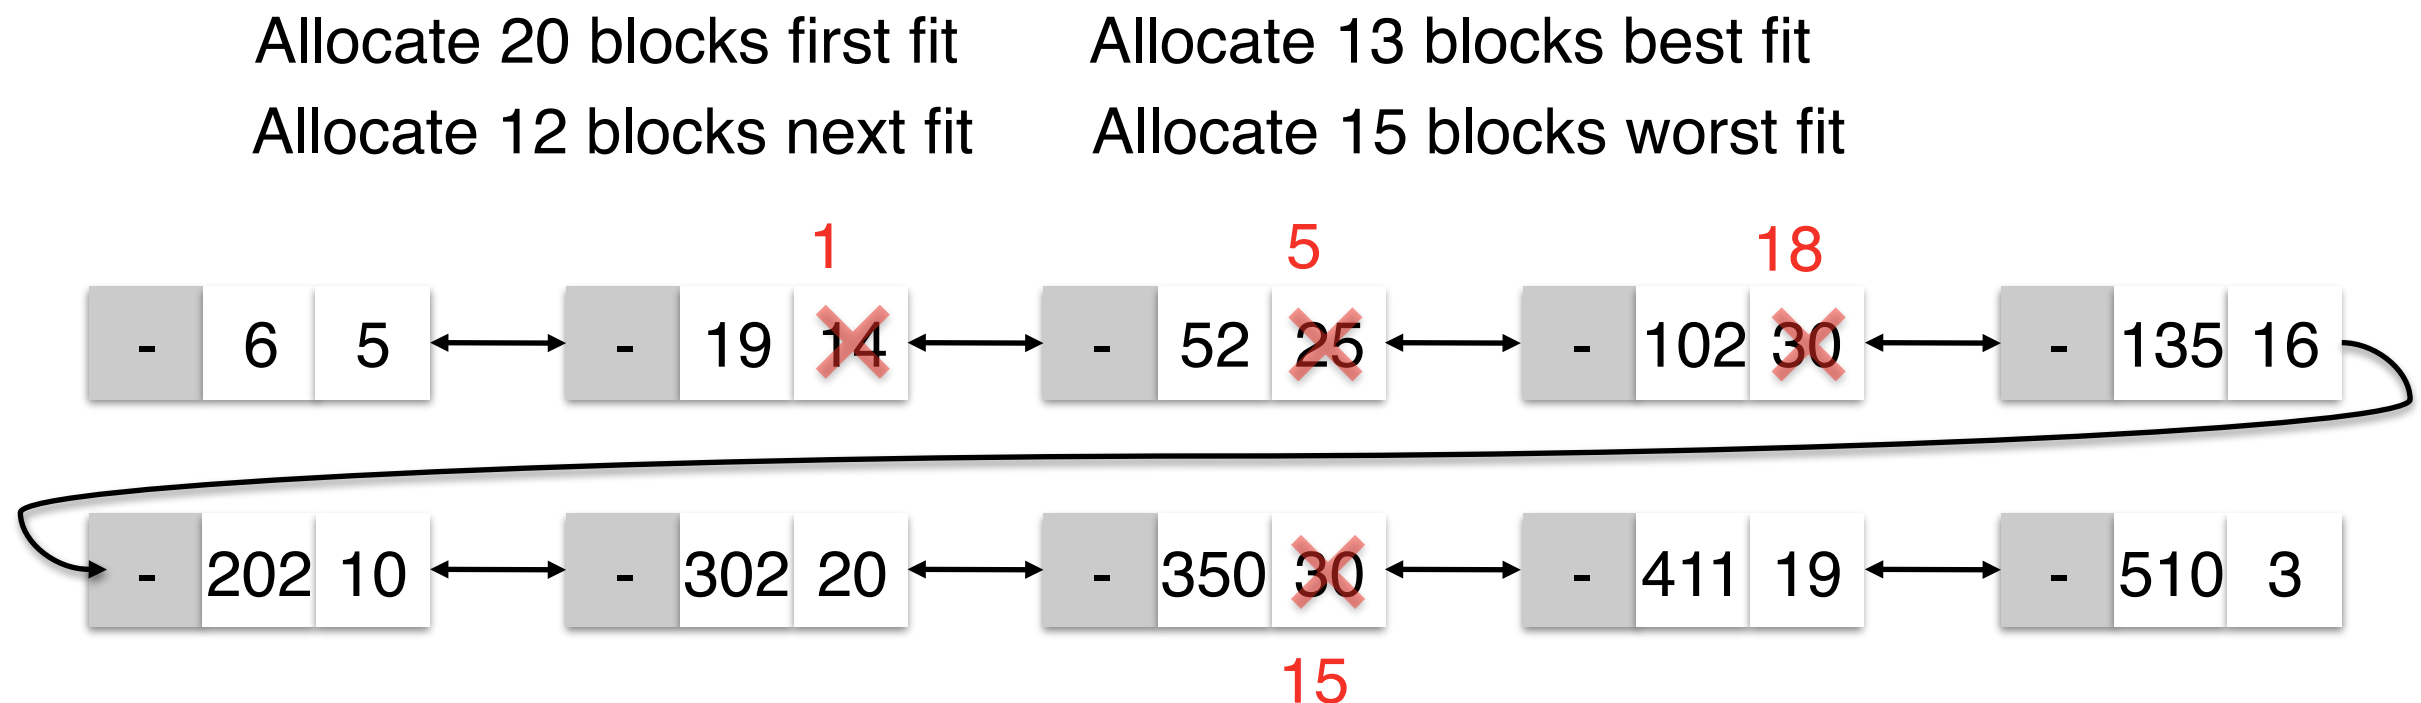 Allocate 20 blocks first fit Allocate 13 blocks best fit
Allocate 12 blocks next fit Allocate 15 blocks worst fit
1 5 18
- 6 5 - 19 14 - 52 25 - 102 30 - 135 16
- 202 10 - 302 20 - 350 30 - 411 19 - 510 3
15